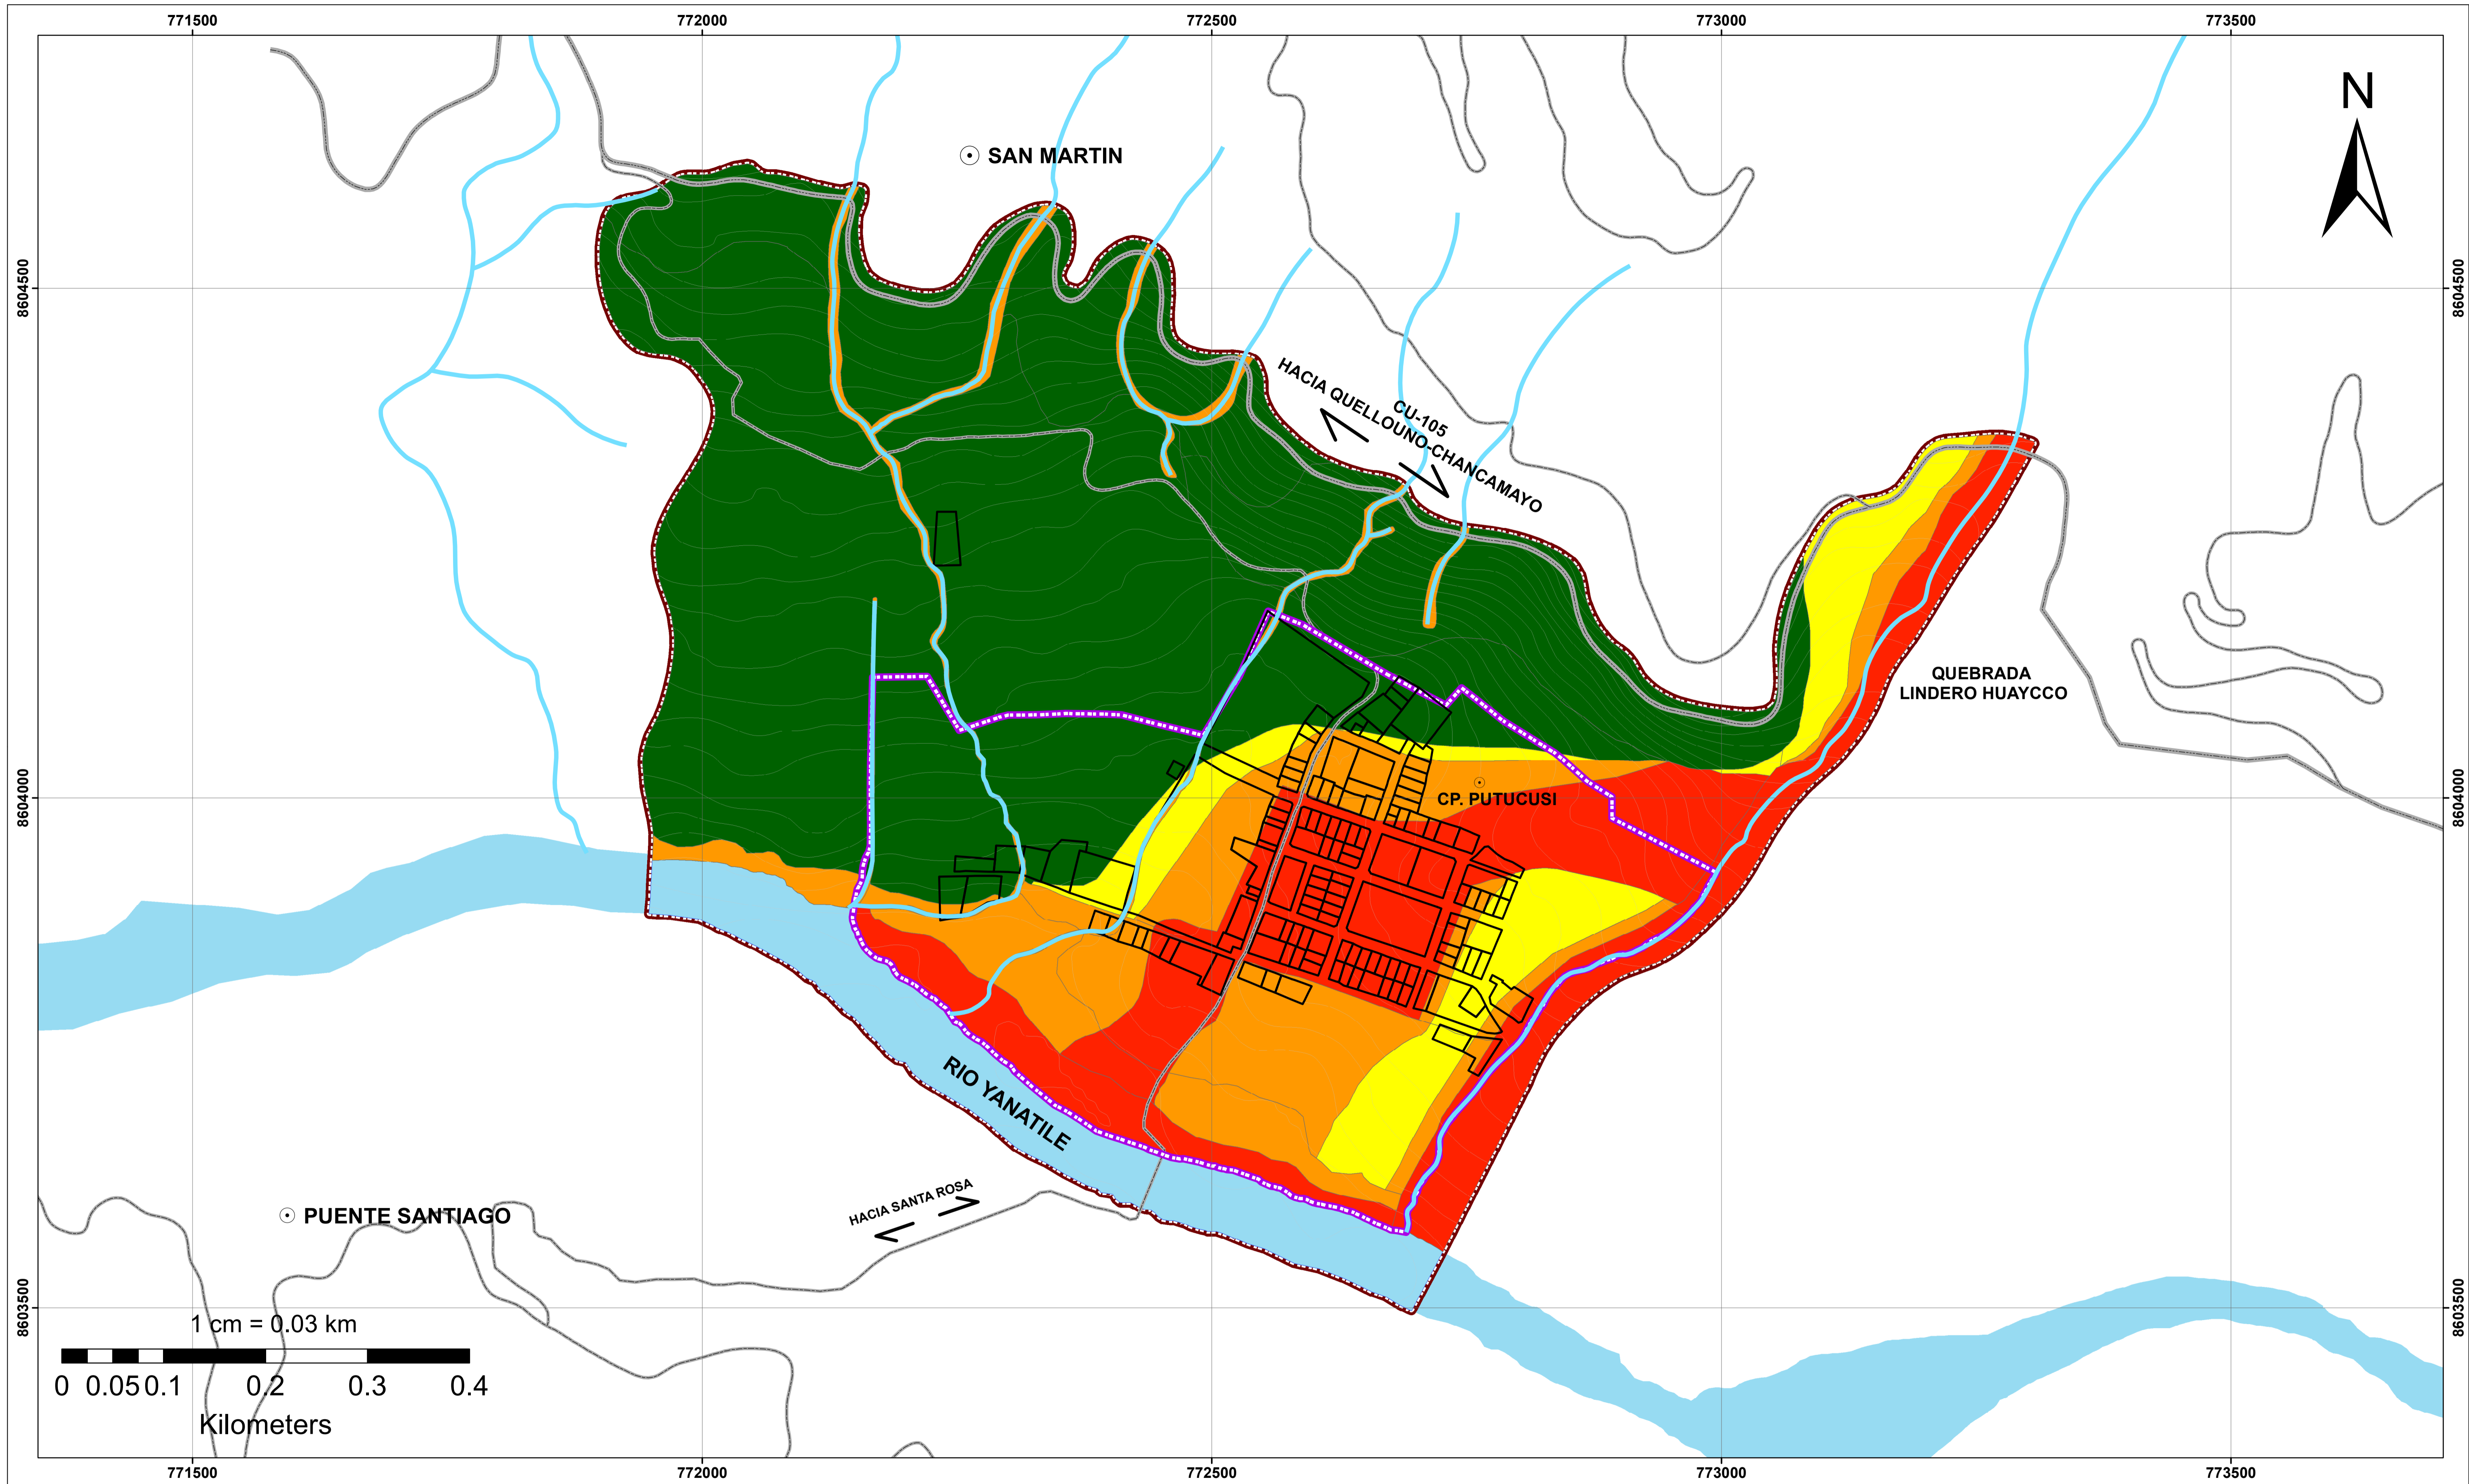 771500 772000 772500 773000 773500
N
SAN MARTIN
8604500 8604500
CU-105
HACIA QUELLOUNO-CHANCAMAYO
QUEBRADA
LINDERO HUAYCCO
8604000 8604000
CP. PUTUCUSI
RIO YANATILE
HACIA SANTA ROSA
PUENTE SANTIAGO
8603500 8603500
1 cm = 0.03 km
0 0.05 0.1 0.2 0.3 0.4
Kilometers
771500 772000 772500 773000 773500